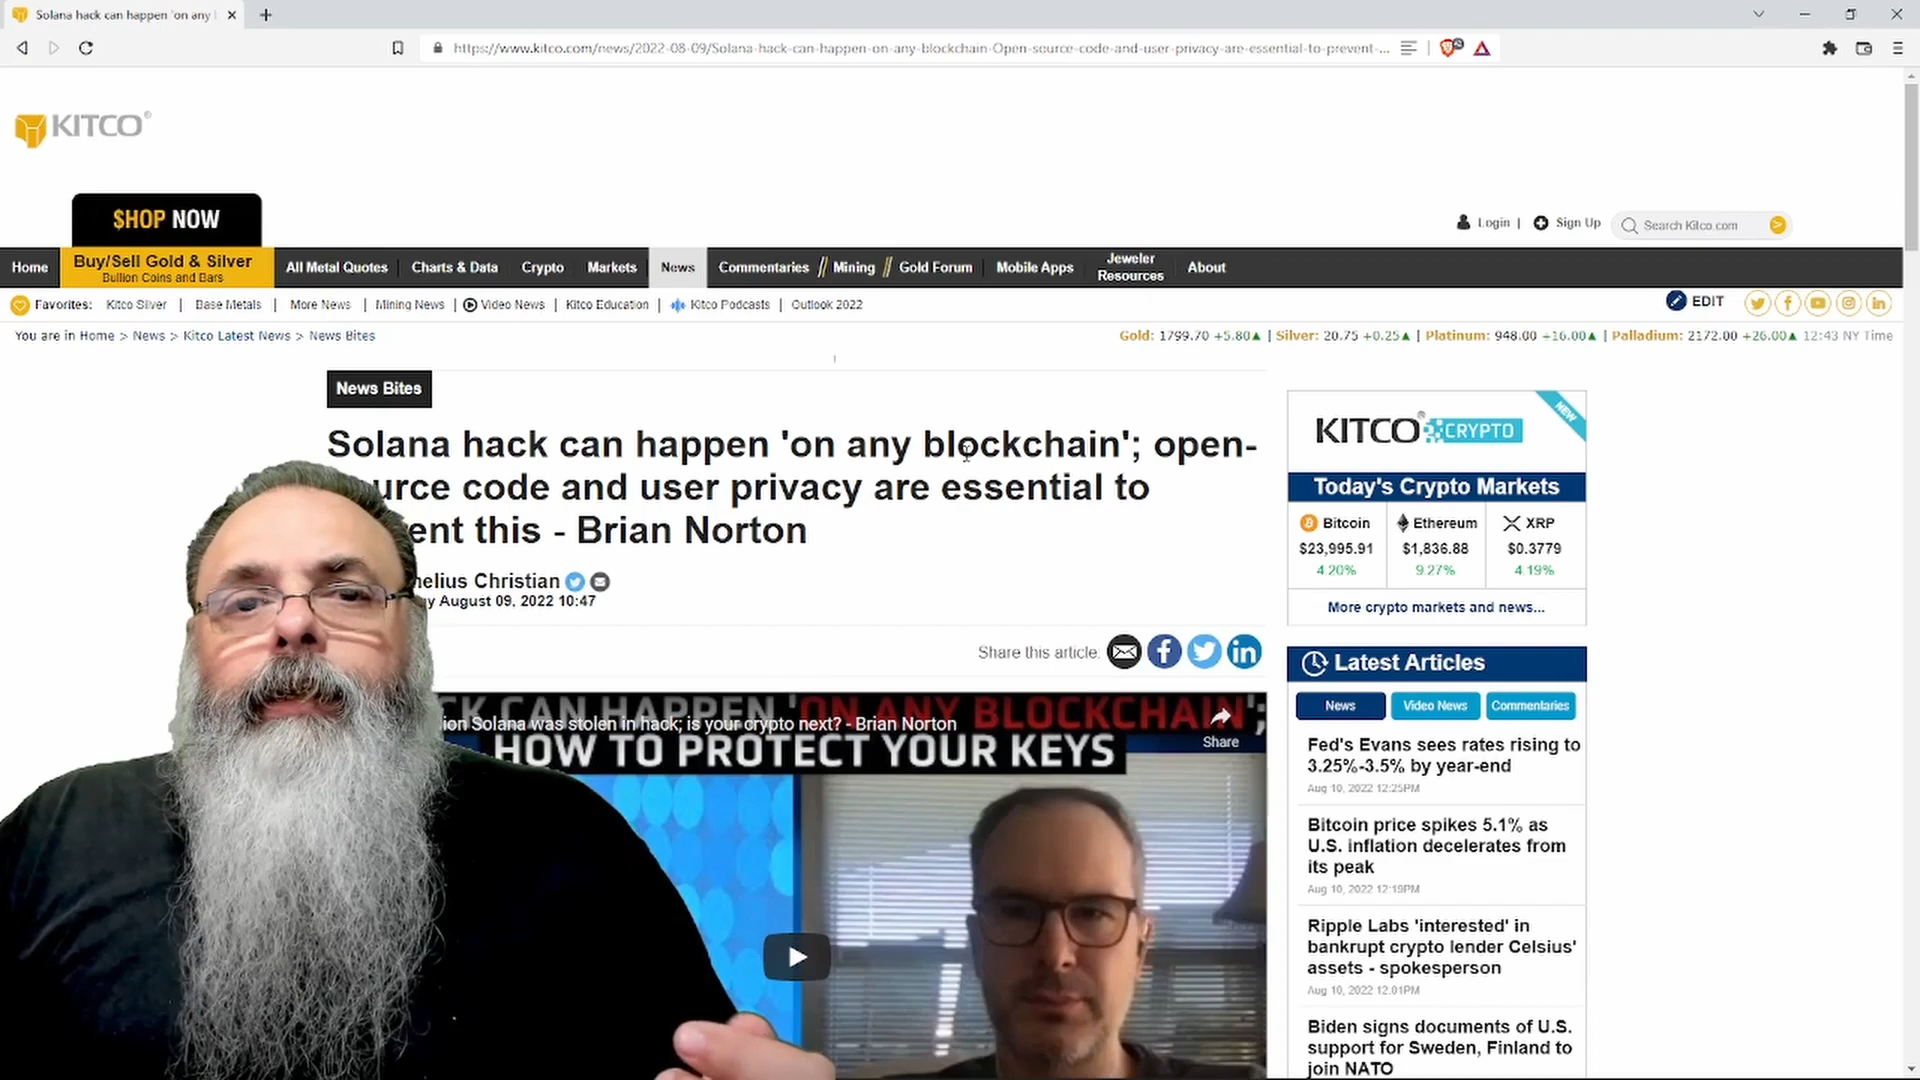 Solana hack can happen 'on any
https://www.kitco.com/news/2022-08-09/Solana-hack-can-happen-on-any-blockchain-Open-source-code-and-user-privacy-are-essential-to-prevent-...
KITCO®
$HOP NOW
Login |
Sign Up
Search Kitco.com
Home
Buy/Sell Gold & Silver
Bullion Coins and Bars
All Metal Quotes
Charts & Data
Crypto
Markets
News
Commentaries
Mining
Gold Forum
Mobile Apps
Jeweler
Resources
About
Favorites:
Kitco Silver | Base Metals | More News | Mining News | Video News | Kitco Education | Kitco Podcasts | Outlook 2022
EDIT
You are in Home > News > Kitco Latest News > News Bites
Gold: 1799.70 +5.80▲ | Silver: 20.75 +0.25▲ | Platinum: 948.00 +16.00▲ | Palladium: 2172.00 +26.00▲ 12:43 NY Time
News Bites
Solana hack can happen 'on any blockchain'; open-
urce code and user privacy are essential to
ent this - Brian Norton
nelius Christian
August 09, 2022 10:47
Share this article:
CK CAN HAPPEN 'ON ANY BLOCKCHAIN';
ion Solana was stolen in hack; is your crypto next? - Brian Norton
Share
HOW TO PROTECT YOUR KEYS
NEW
KITCO® CRYPTO
Today's Crypto Markets
Bitcoin
$23,995.91
4.20%
Ethereum
$1,836.88
9.27%
XRP
$0.3779
4.19%
More crypto markets and news...
Latest Articles
News
Video News
Commentaries
Fed's Evans sees rates rising to
3.25%-3.5% by year-end
Aug 10, 2022 12:25PM
Bitcoin price spikes 5.1% as
U.S. inflation decelerates from
its peak
Aug 10, 2022 12:19PM
Ripple Labs 'interested' in
bankrupt crypto lender Celsius'
assets - spokesperson
Aug 10, 2022 12:01PM
Biden signs documents of U.S.
support for Sweden, Finland to
join NATO